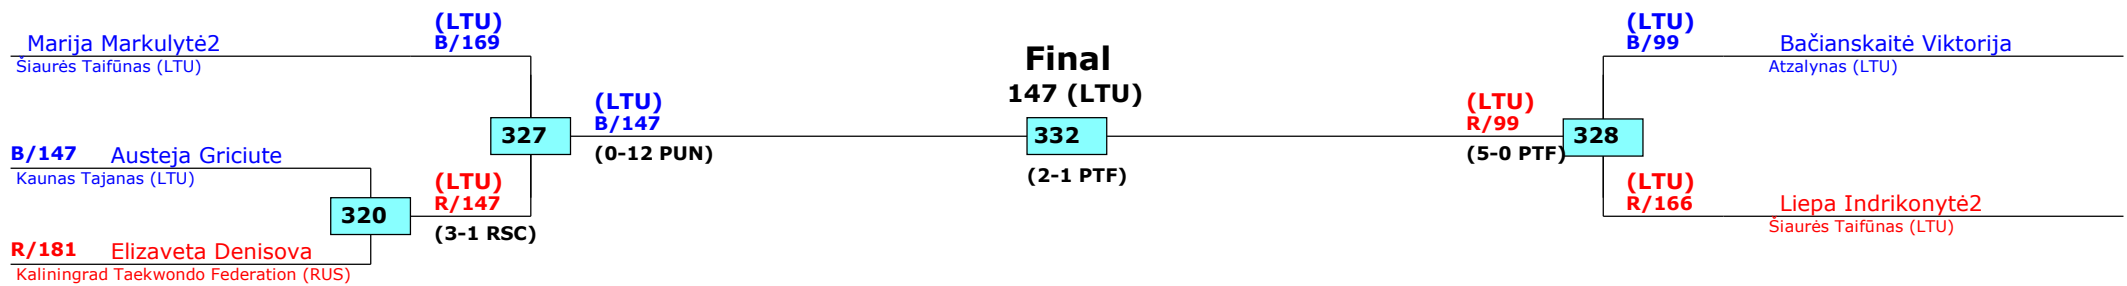 (LTU)
B/169
Marija Markulytė2
Šiaurės Taifūnas (LTU)
B/147 Austeja Griciute
Kaunas Tajanas (LTU)
R/181 Elizaveta Denisova
Kaliningrad Taekwondo Federation (RUS)
320
(LTU)
R/147
(3-1 RSC)
327
(LTU)
B/147
(0-12 PUN)
Final
147 (LTU)
332
(2-1 PTF)
(LTU)
R/99
(5-0 PTF)
328
(LTU)
B/99
Bačianskaitė Viktorija
Atzalynas (LTU)
(LTU)
R/166
Liepa Indrikonytė2
Šiaurės Taifūnas (LTU)